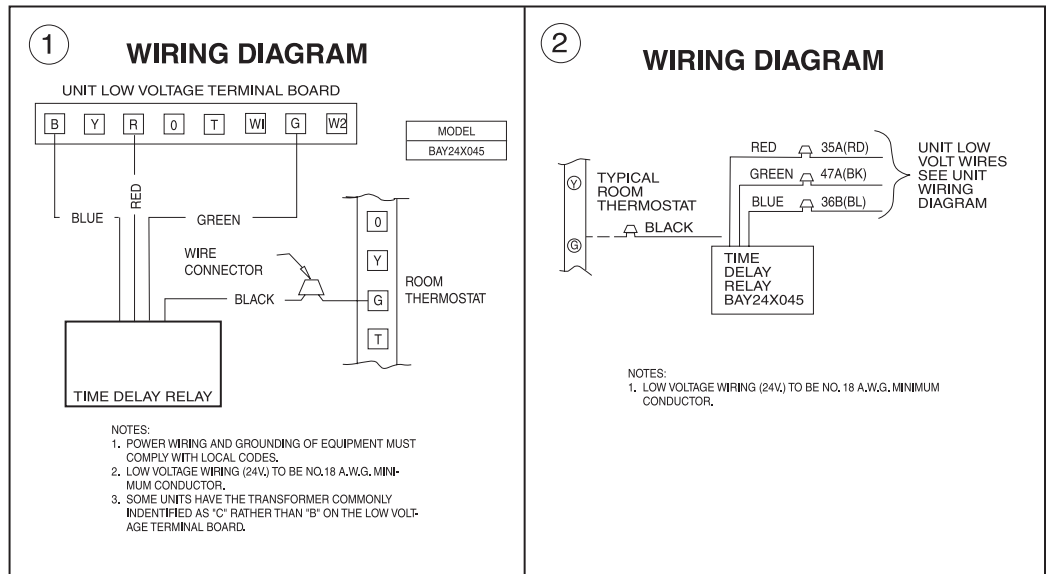 1
WIRING DIAGRAM
UNIT LOW VOLTAGE TERMINAL BOARD
B Y R 0 T WI G W2
MODEL
BAY24X045
RED
BLUE
GREEN
WIRE
CONNECTOR
BLACK
0
Y
G
T
ROOM
THERMOSTAT
TIME DELAY RELAY
NOTES:
1. POWER WIRING AND GROUNDING OF EQUIPMENT MUST
COMPLY WITH LOCAL CODES.
2. LOW VOLTAGE WIRING (24V.) TO BE NO.18 A.W.G. MINI-
MUM CONDUCTOR.
3. SOME UNITS HAVE THE TRANSFORMER COMMONLY
INDENTIFIED AS "C" RATHER THAN "B" ON THE LOW VOLT-
AGE TERMINAL BOARD.
2
WIRING DIAGRAM
Y
G
TYPICAL
ROOM
THERMOSTAT
BLACK
RED 35A(RD)
GREEN 47A(BK)
BLUE 36B(BL)
UNIT LOW
VOLT WIRES
SEE UNIT
WIRING
DIAGRAM
TIME
DELAY
RELAY
BAY24X045
NOTES:
1. LOW VOLTAGE WIRING (24V.) TO BE NO. 18 A.W.G. MINIMUM
CONDUCTOR.